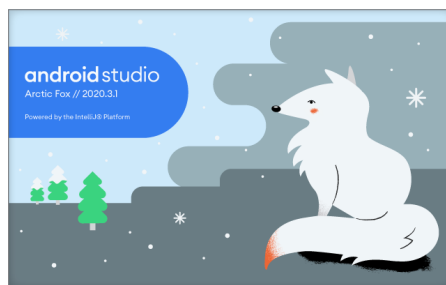 android studio
Arctic Fox // 2020.3.1
Powered by the IntelliJ® Platform